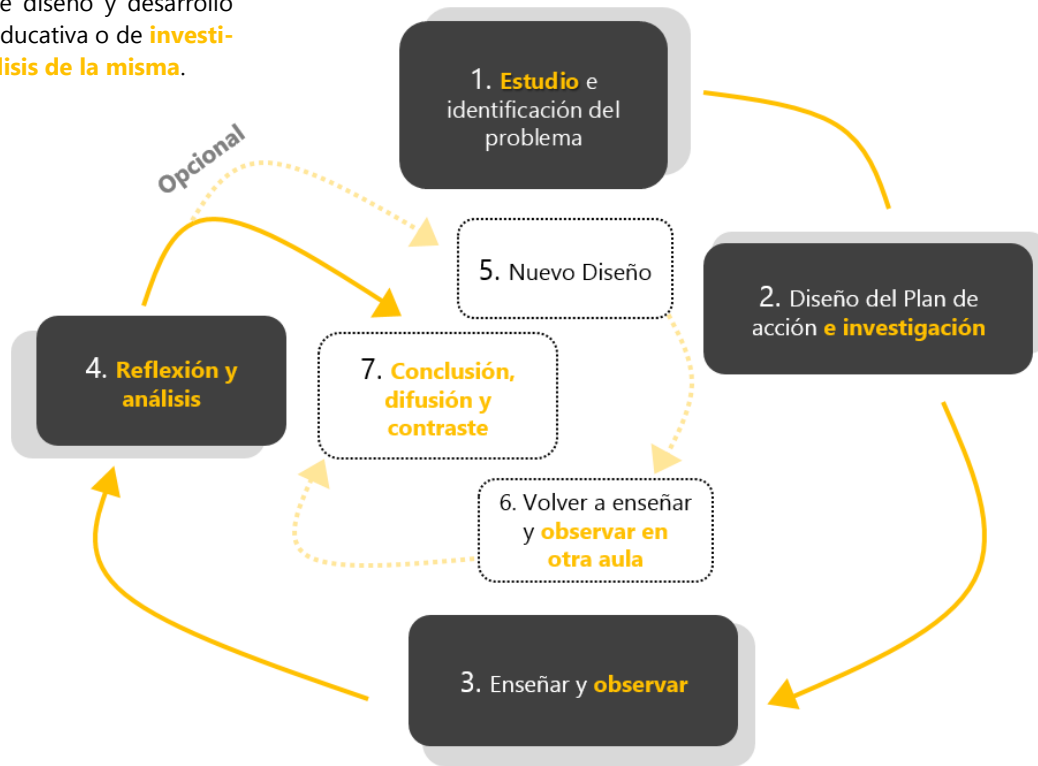 e diseño y desarrollo
ducativa o de investi-
lisis de la misma.
1. Estudio e
identificación del
problema
Opcional
5. Nuevo Diseño
2. Diseño del Plan de
acción e investigación
4. Reflexión y
análisis
7. Conclusión,
difusión y
contraste
6. Volver a enseñar
y observar en
otra aula
3. Enseñar y observar